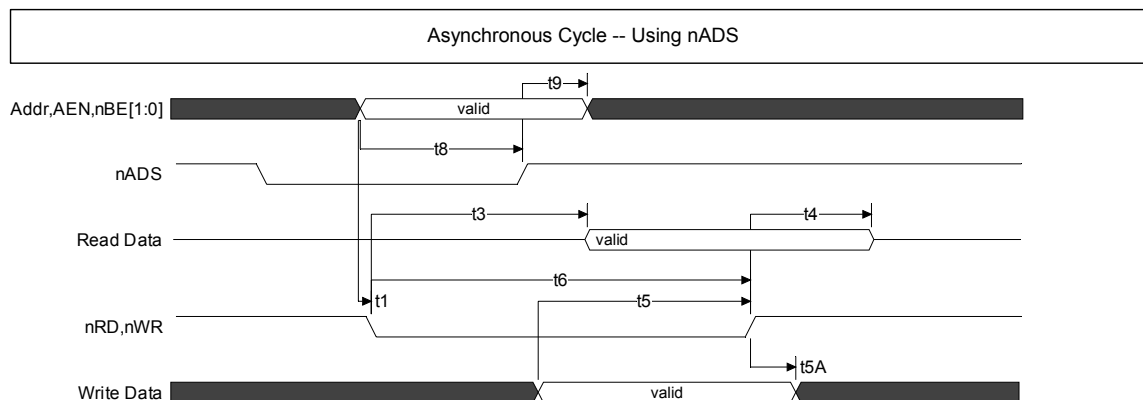 Asynchronous Cycle -- Using nADS
t9
Addr,AEN,nBE[1:0] valid
t8
nADS
t3 t4
Read Data valid
t6
t1 t5
nRD,nWR
t5A
Write Data valid